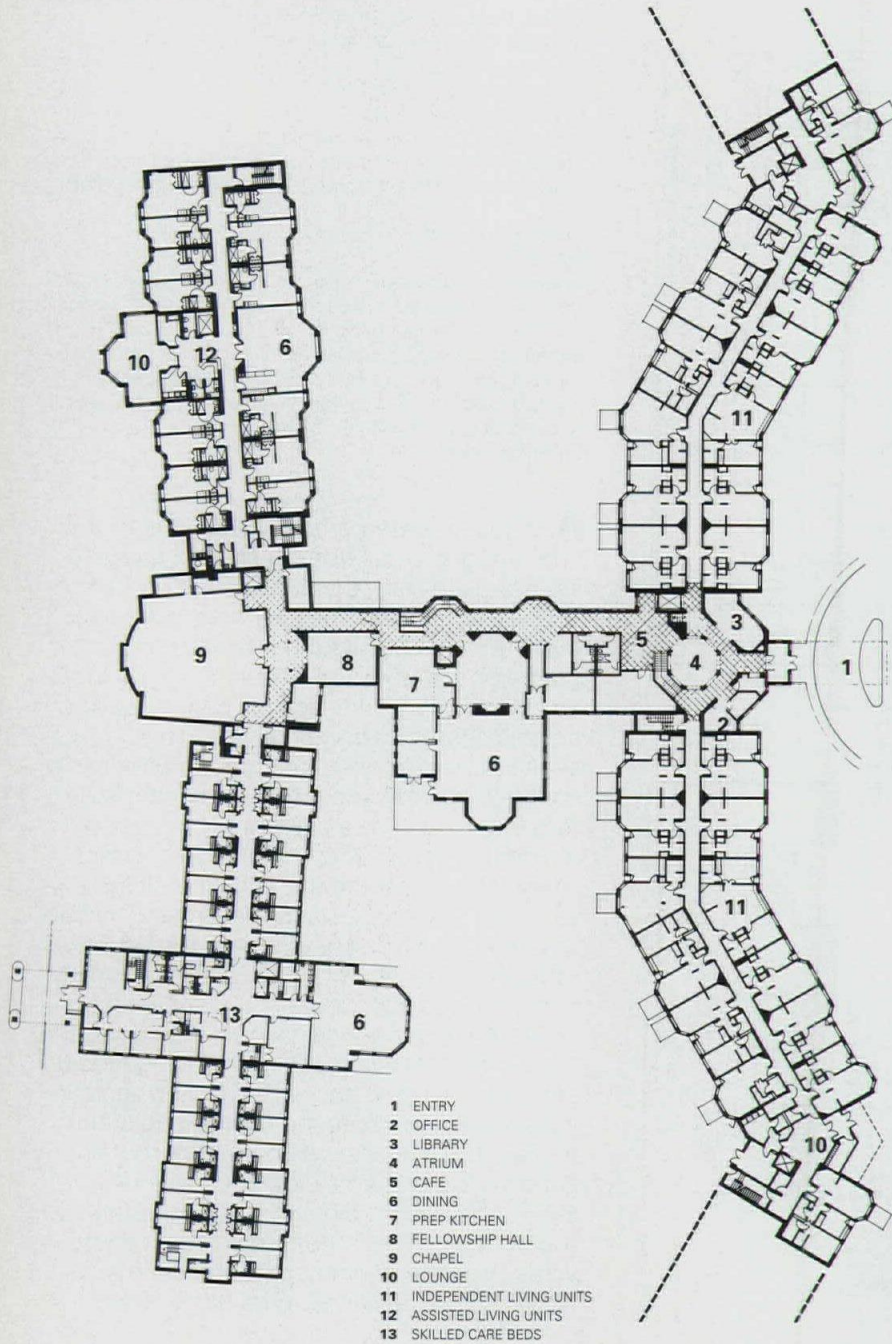 10
12
6
11
9
8
7
5
4
3
1
2
6
11
13
6
10
1 ENTRY
2 OFFICE
3 LIBRARY
4 ATRIUM
5 CAFE
6 DINING
7 PREP KITCHEN
8 FELLOWSHIP HALL
9 CHAPEL
10 LOUNGE
11 INDEPENDENT LIVING UNITS
12 ASSISTED LIVING UNITS
13 SKILLED CARE BEDS